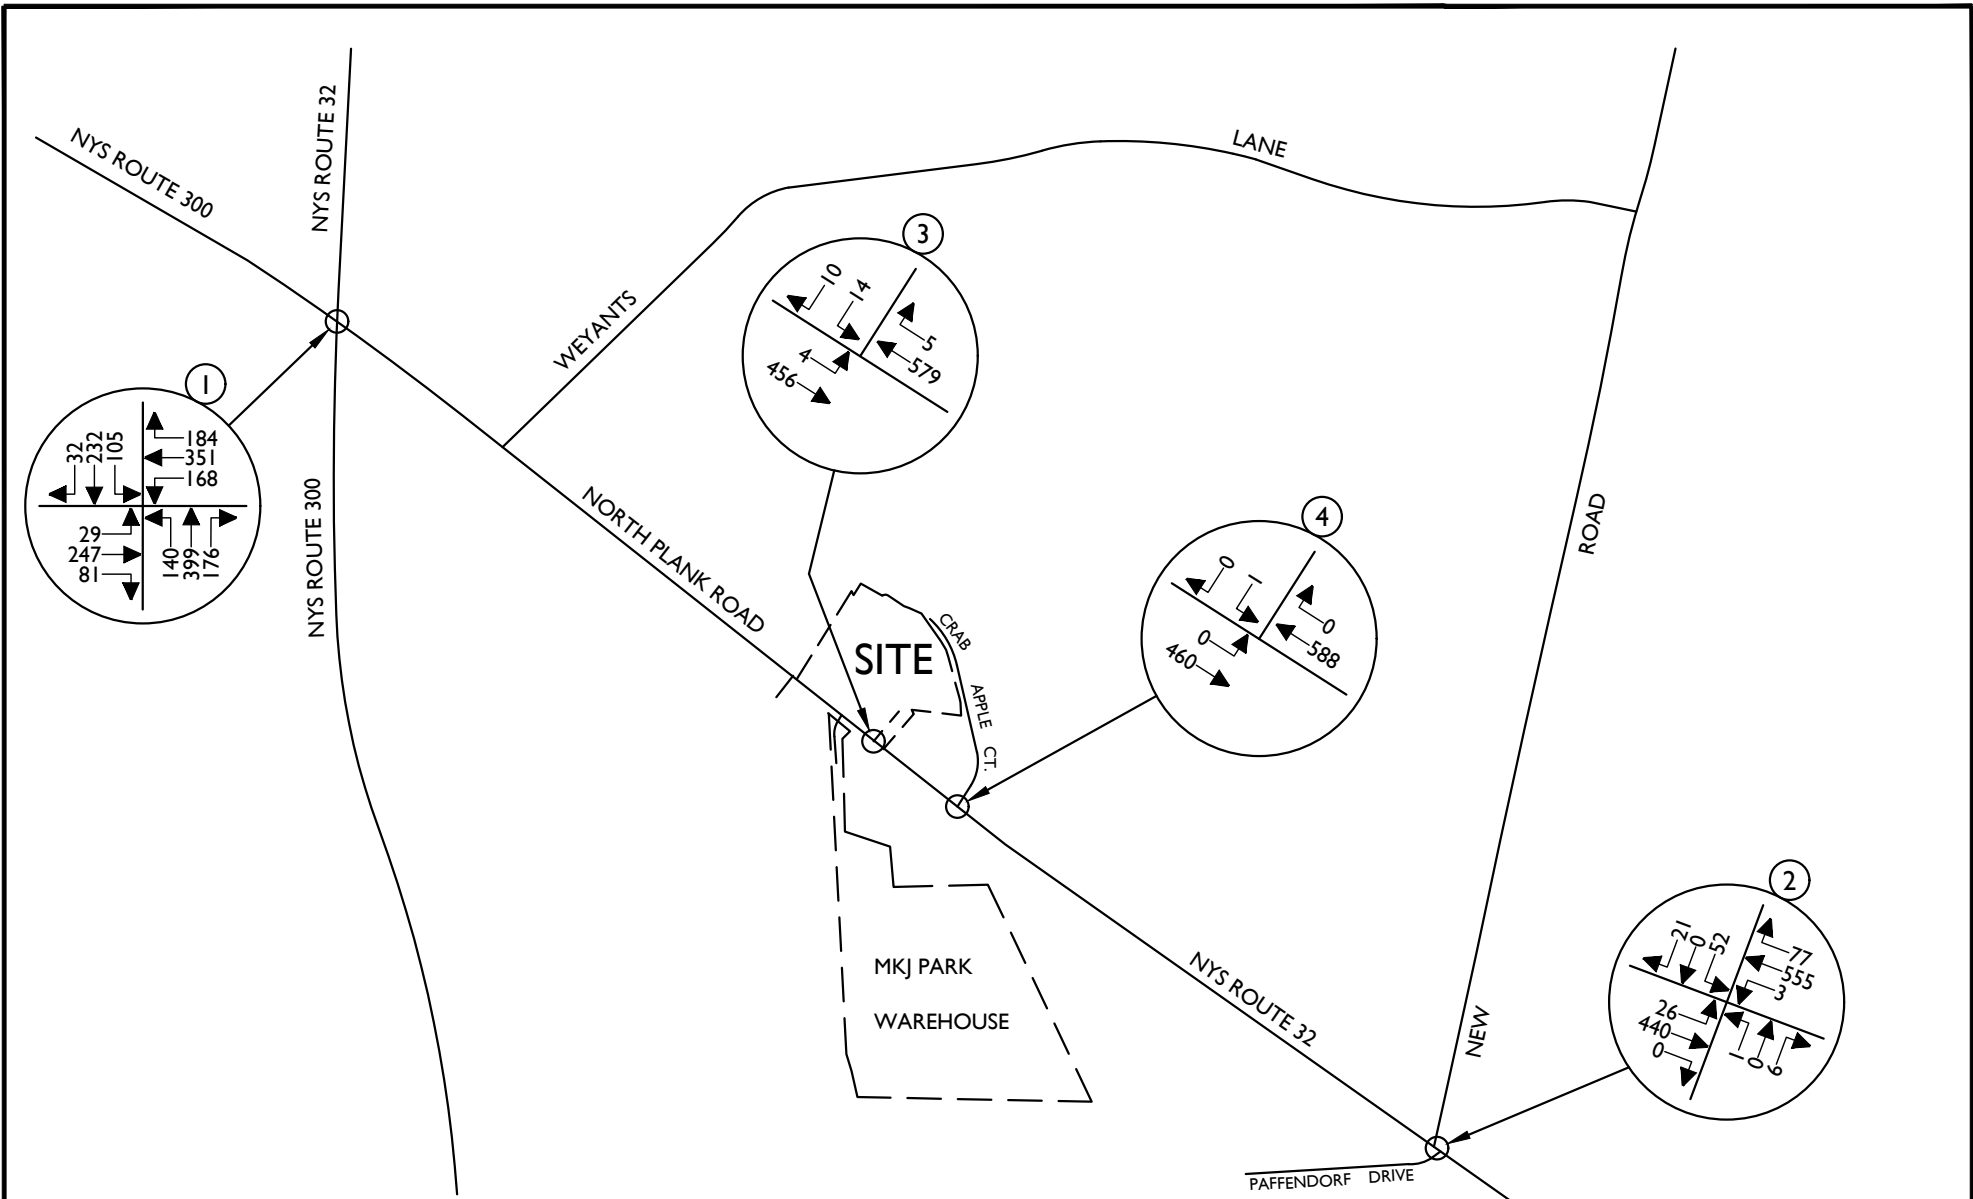 NYS ROUTE 300
NYS ROUTE 32
LANE
WEYANTS
3
10
14
5
579
4
456
1
32
232
105
184
351
168
29
247
81
140
399
176
NYS ROUTE 300
NORTH PLANK ROAD
4
0
1
0
588
0
460
ROAD
SITE
CRAB
APPLE
CT.
MKJ PARK
WAREHOUSE
NYS ROUTE 32
NEW
2
21
0
52
77
555
3
26
440
0
1
0
6
PAFFENDORF DRIVE